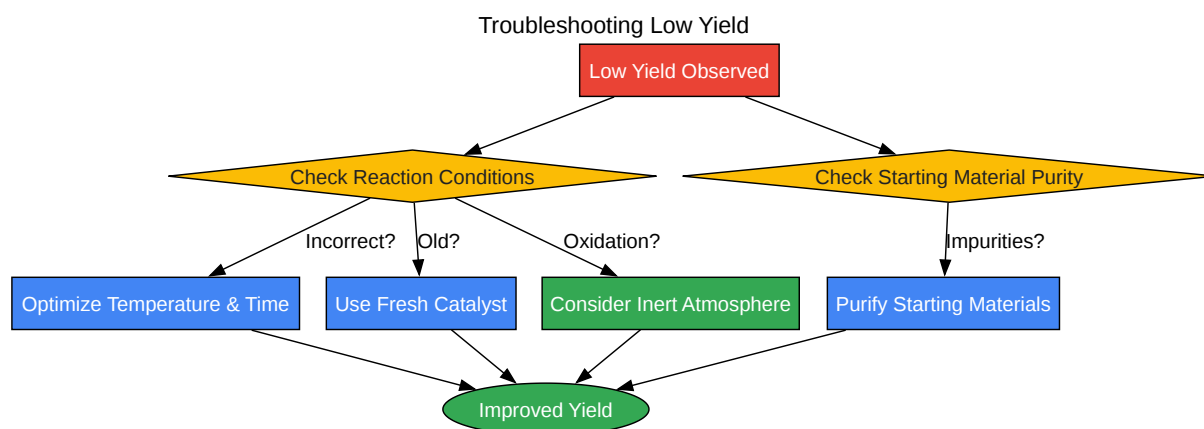 Troubleshooting Low Yield
Low Yield Observed
Check Reaction Conditions
Check Starting Material Purity
Incorrect?
Old?
Oxidation?
Impurities?
Optimize Temperature & Time
Use Fresh Catalyst
Consider Inert Atmosphere
Purify Starting Materials
Improved Yield